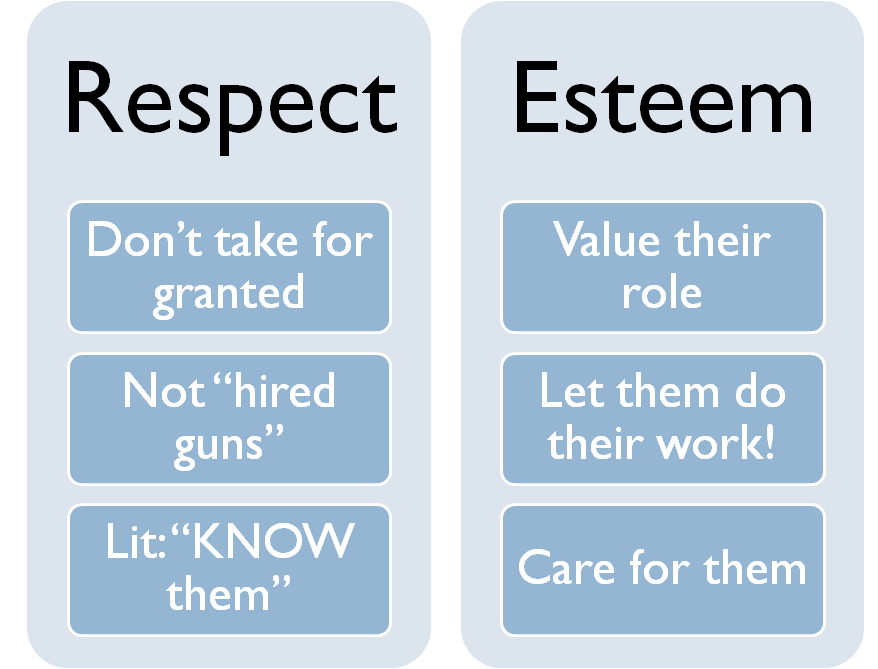 Respect
Don’t take for
granted
Not “hired
guns”
Lit: “KNOW
them”
Esteem
Value their
role
Let them do
their work!
Care for them